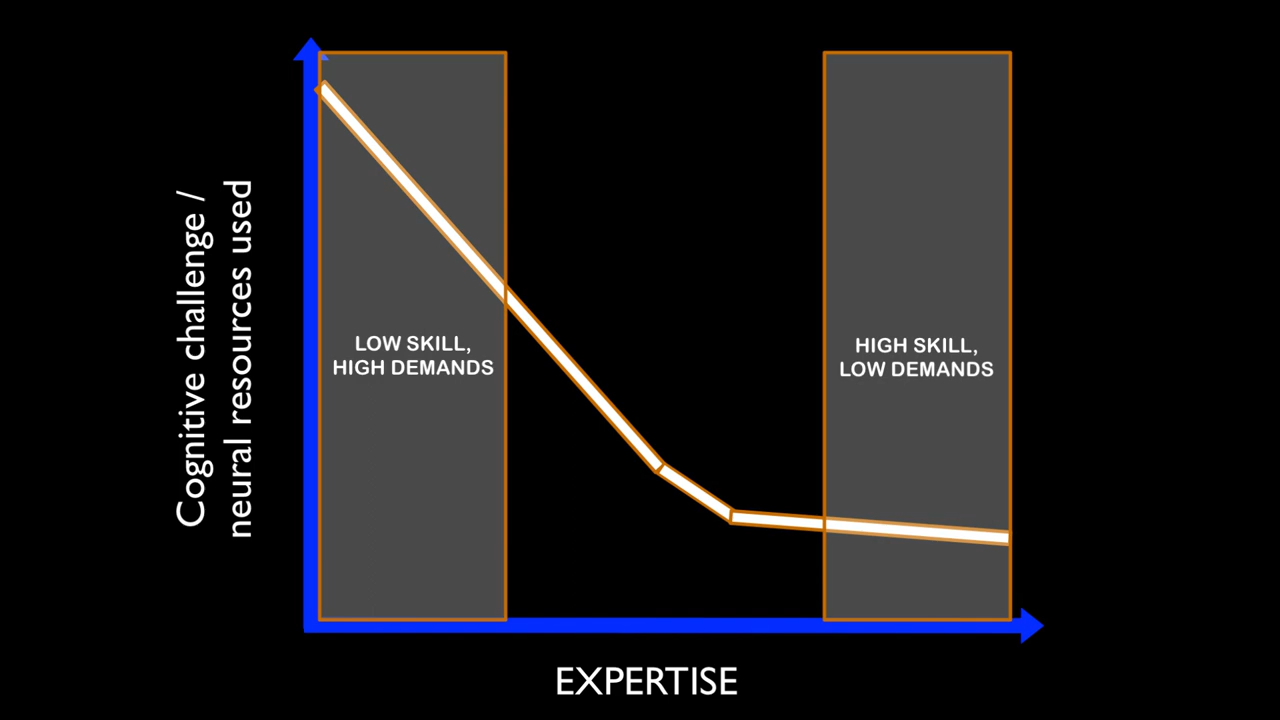 Cognitive challenge /
neural resources used
LOW SKILL,
HIGH DEMANDS
HIGH SKILL,
LOW DEMANDS
EXPERTISE